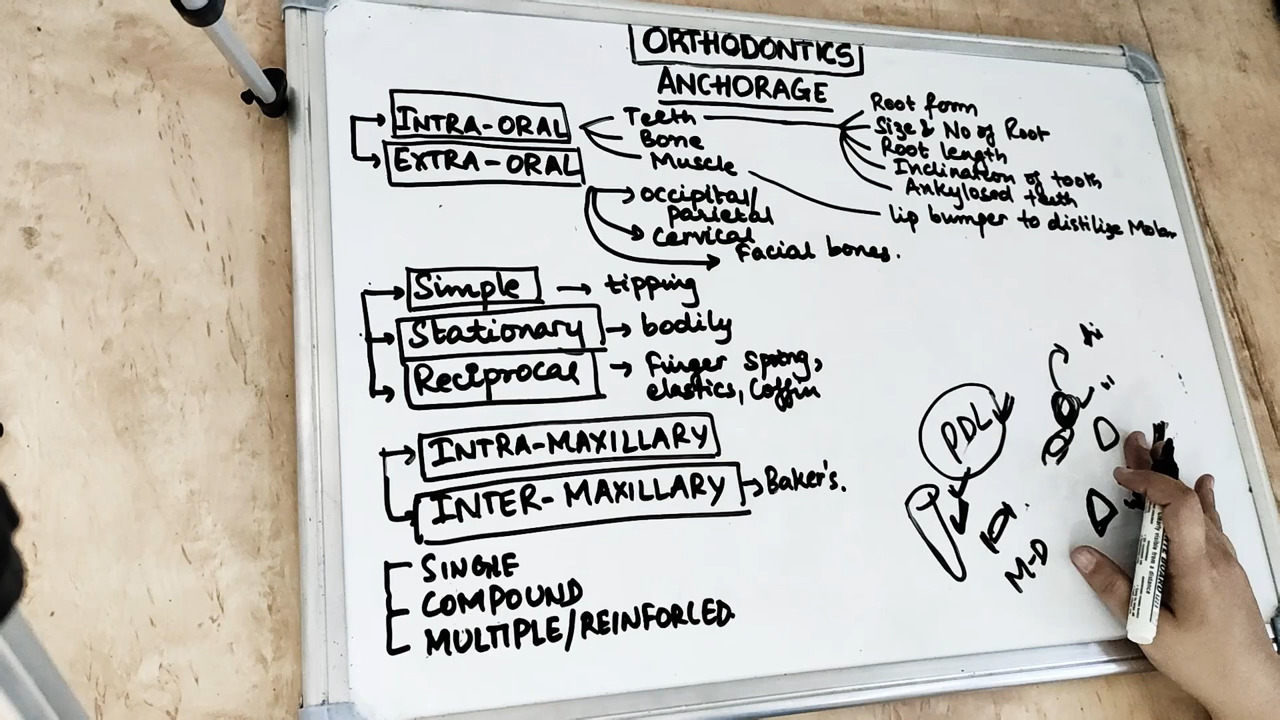 ORTHODONTICS
ANCHORAGE
INTRA-ORAL
EXTRA-ORAL
Teeth
Bone
Muscle
Root form
Size & No of Root
Root length
Inclination of tooth
Ankylosed teeth
lip bumper to distilize Molar
occipital/
parietal
Cervical
Facial bones.
Simple → tipping
Stationary → bodily
Reciprocal → Finger spring,
elastics, Coffin
INTRA-MAXILLARY
INTER-MAXILLARY → Baker's.
SINGLE
COMPOUND
MULTIPLE/REINFORCED
PDL
M-D